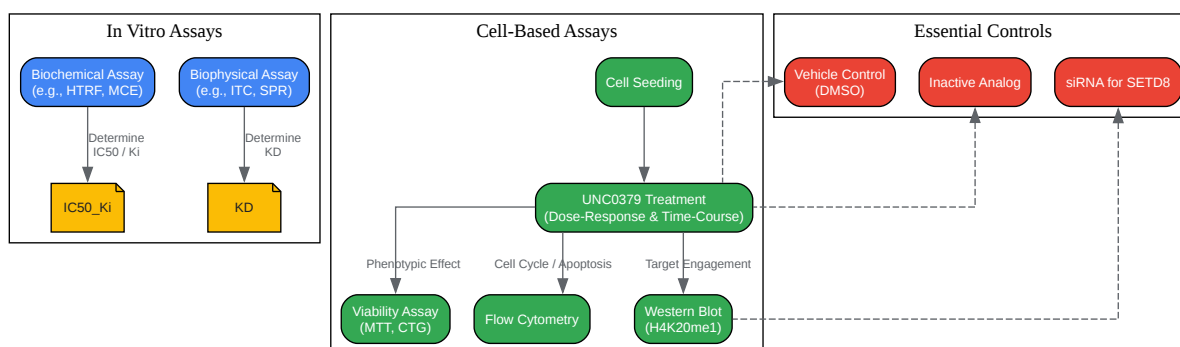 In Vitro Assays
Biochemical Assay
(e.g., HTRF, MCE)
Biophysical Assay
(e.g., ITC, SPR)
Determine
IC50 / Ki
Determine
KD
IC50_Ki
KD
Cell-Based Assays
Cell Seeding
UNC0379 Treatment
(Dose-Response & Time-Course)
Phenotypic Effect
Cell Cycle / Apoptosis
Target Engagement
Viability Assay
(MTT, CTG)
Flow Cytometry
Western Blot
(H4K20me1)
Essential Controls
Vehicle Control
(DMSO)
Inactive Analog
siRNA for SETD8